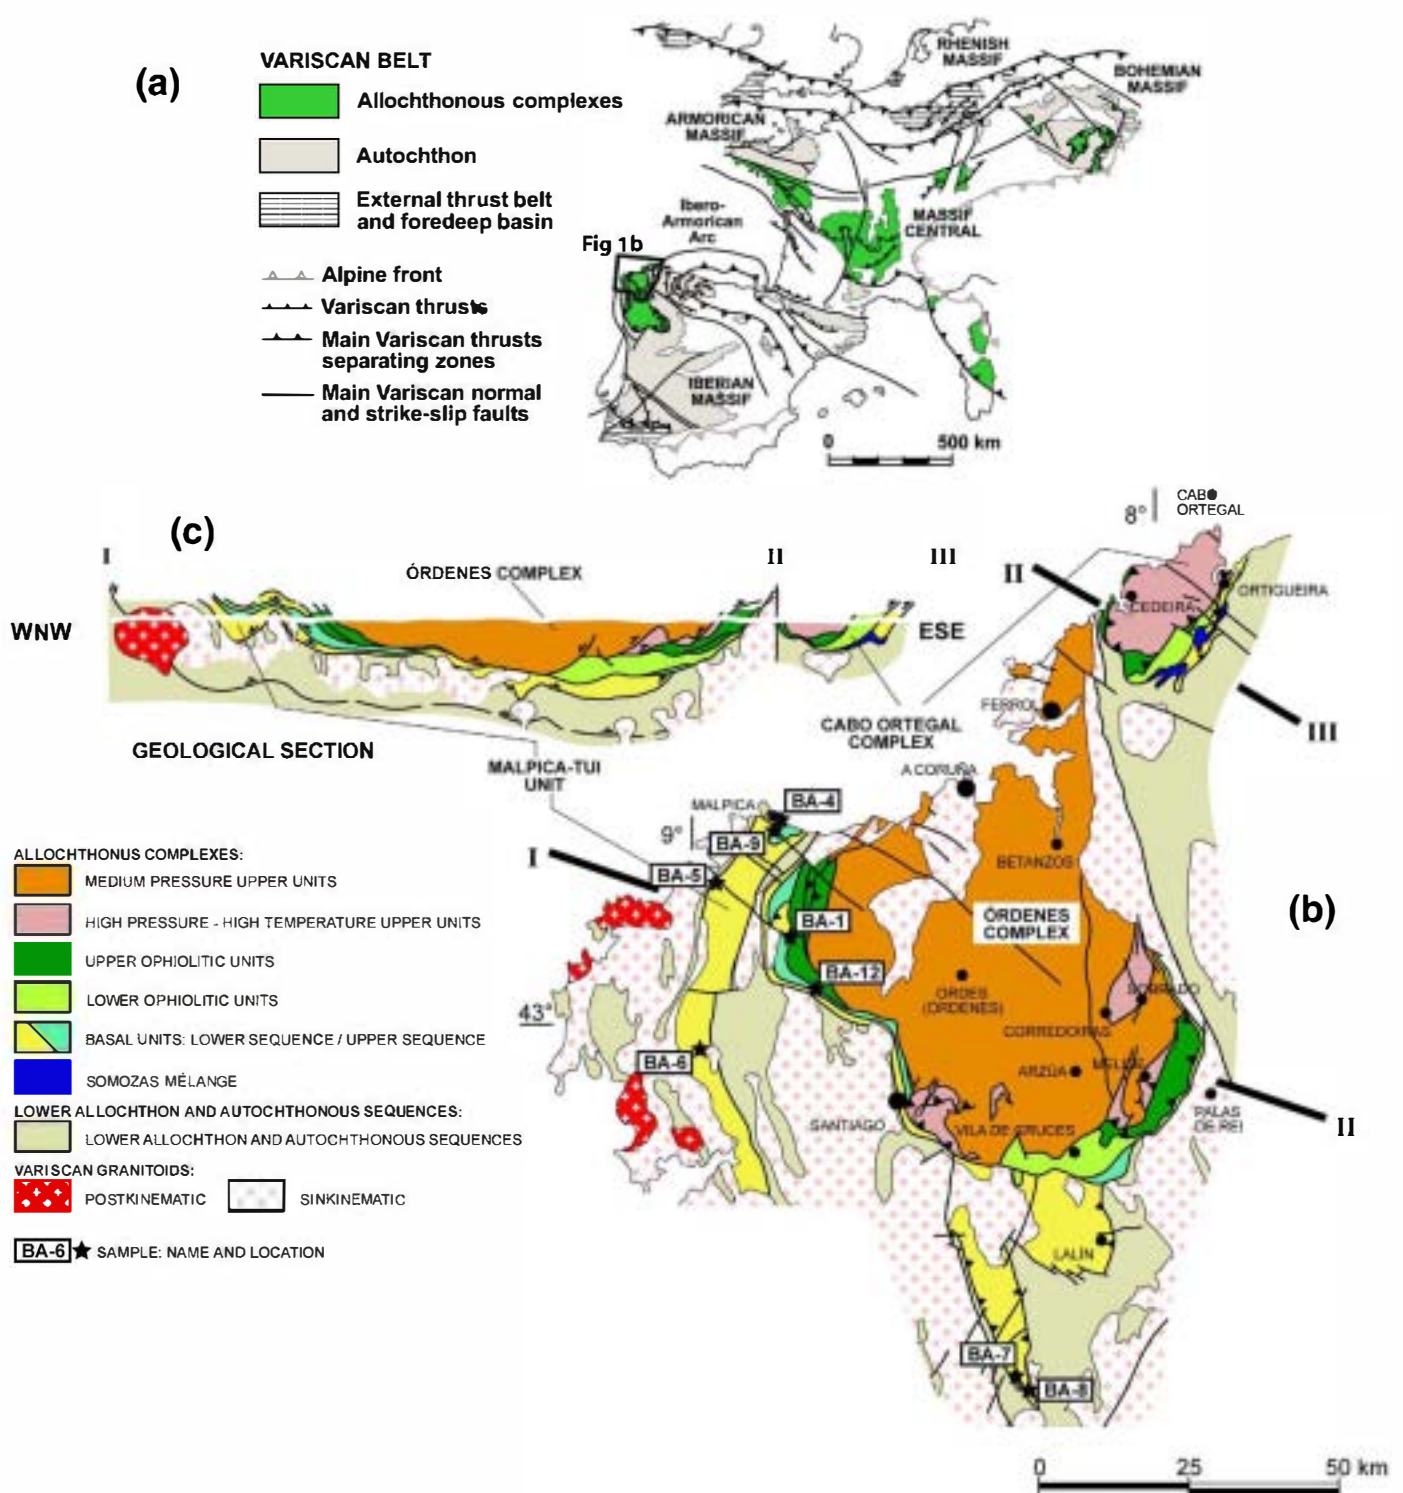 (a)
VARISCAN BELT
Allochthonous complexes
Autochthon
External thrust belt
and foredeep basin
Alpine front
Variscan thrusts
Main Variscan thrusts
separating zones
Main Variscan normal
and strike-slip faults
RHENISH
MASSIF
BOHEMIAN
MASSIF
ARMORICAN
MASSIF
Ibero-
Armorican
Arc
MASSIF
CENTRAL
Fig 1b
IBERIAN
MASSIF
0 500 km
(c)
I
II
III
ÓRDENES COMPLEX
WNW
ESE
GEOLOGICAL SECTION
MALPICA-TUI
UNIT
CABO ORTEGAL
COMPLEX
8°
CABO
ORTEGAL
II
CEDEIRA
ORTIGUEIRA
FERROL
III
A CORUÑA
MALPICA
BA-4
9°
BA-9
I
BA-5
BETANZOS
(b)
BA-1
ÓRDENES
COMPLEX
BA-12
ORDES
(ÓRDENES)
SOBRADO
43°
CORREDOIRAS
BA-6
ARZÚA
MELIDE
SANTIAGO
VILA DE CRUCES
PALAS
DE REI
II
LALÍN
BA-7
BA-8
0 25 50 km
ALLOCHTHONUS COMPLEXES:
MEDIUM PRESSURE UPPER UNITS
HIGH PRESSURE - HIGH TEMPERATURE UPPER UNITS
UPPER OPHIOLITIC UNITS
LOWER OPHIOLITIC UNITS
BASAL UNITS: LOWER SEQUENCE / UPPER SEQUENCE
SOMOZAS MÉLANGE
LOWER ALLOCHTHON AND AUTOCHTHONOUS SEQUENCES:
LOWER ALLOCHTHON AND AUTOCHTHONOUS SEQUENCES
VARISCAN GRANITOIDS:
POSTKINEMATIC SINKINEMATIC
BA-6 SAMPLE: NAME AND LOCATION